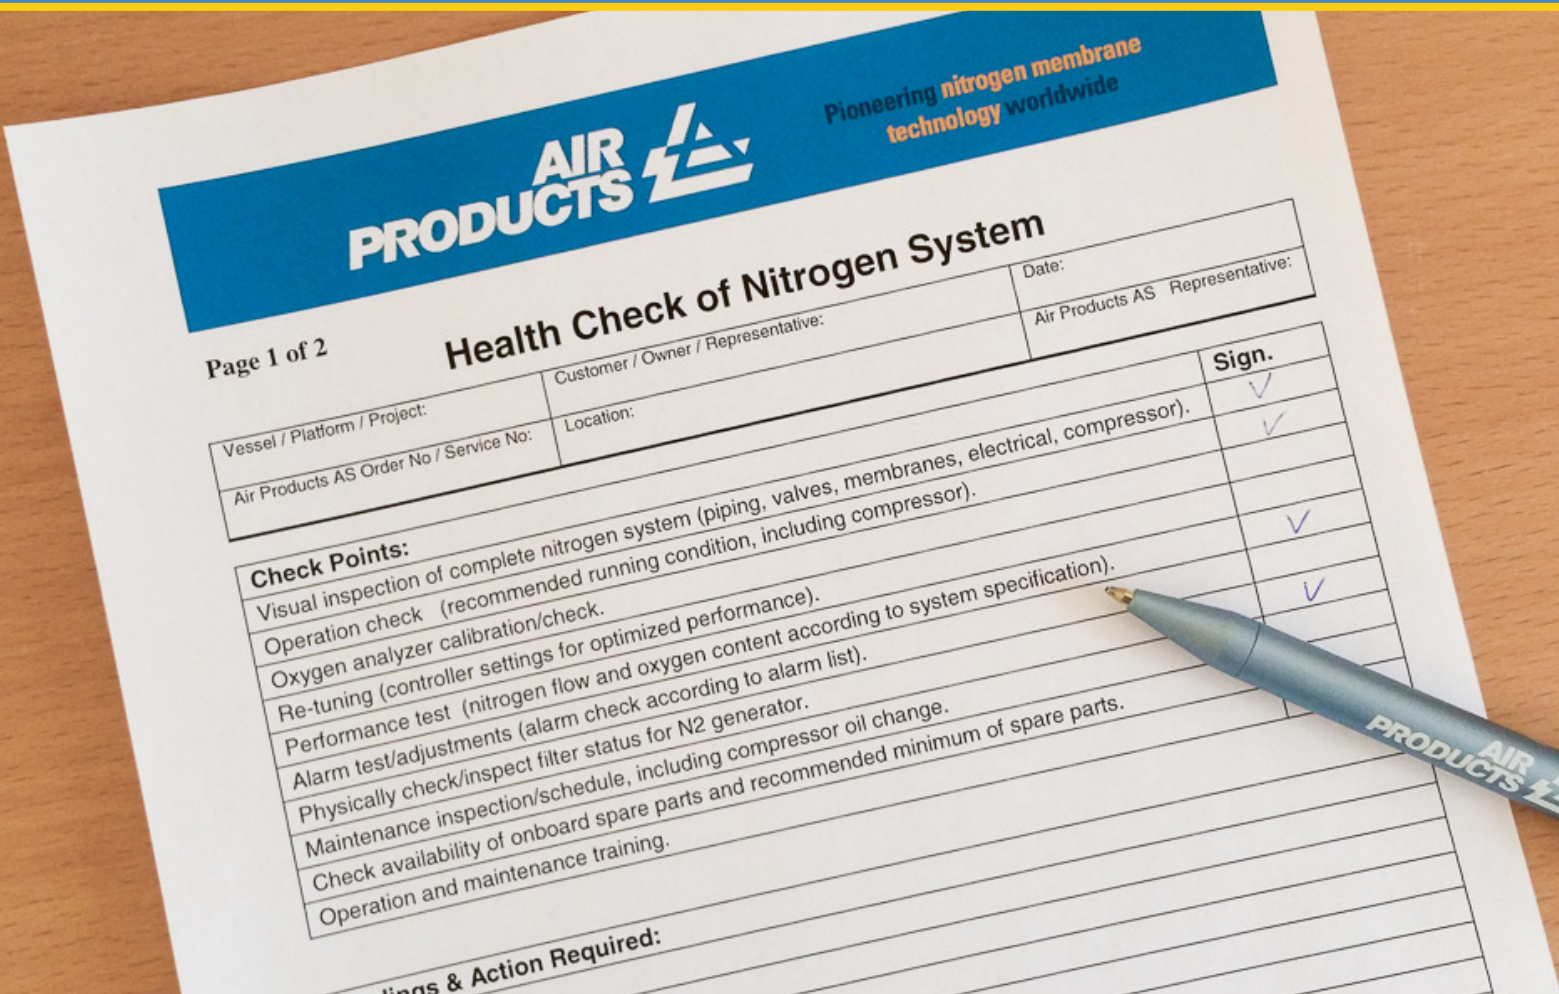 AIR
PRODUCTS
Pioneering nitrogen membrane
technology worldwide
Page 1 of 2
Health Check of Nitrogen System
Vessel / Platform / Project:
Customer / Owner / Representative:
Date:
Air Products AS Order No / Service No:
Location:
Air Products AS Representative:
Check Points:
Sign.
Visual inspection of complete nitrogen system (piping, valves, membranes, electrical, compressor).
Operation check (recommended running condition, including compressor).
Oxygen analyzer calibration/check.
Re-tuning (controller settings for optimized performance).
Performance test (nitrogen flow and oxygen content according to system specification).
Alarm test/adjustments (alarm check according to alarm list).
Physically check/inspect filter status for N2 generator.
Maintenance inspection/schedule, including compressor oil change.
Check availability of onboard spare parts and recommended minimum of spare parts.
Operation and maintenance training.
& Action Required:
AIR
PRODUCTS